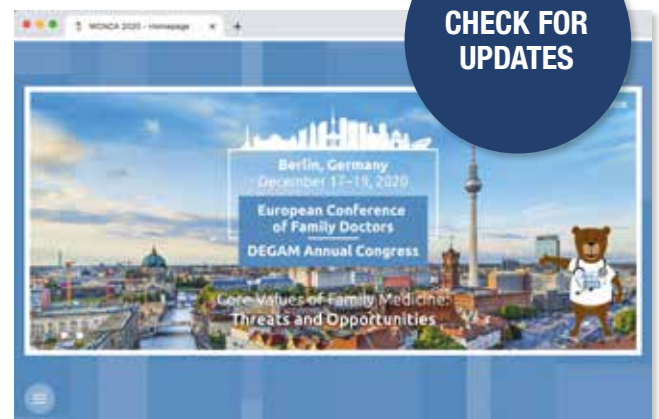 CHECK FOR
UPDATES
WONCA 2020 - Homepage
Berlin, Germany
December 17–19, 2020
European Conference
of Family Doctors
DEGAM Annual Congress
Core Values of Family Medicine:
Threats and Opportunities